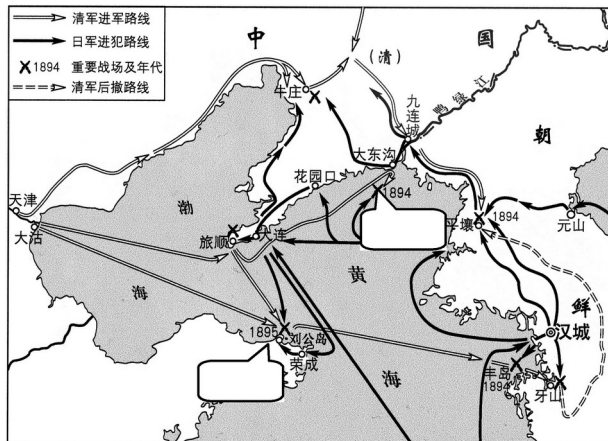 清军进军路线
日军进犯路线
1894 重要战场及年代
清军后撤路线
中
国
(清)
牛庄
九连城
鸭绿江
朝
鲜
大东沟
花园口
1894
天津
大沽
渤
海
旅顺
大连
平壤
1894
元山
黄
海
汉城
1895
刘公岛
荣成
丰岛
1894
牙山